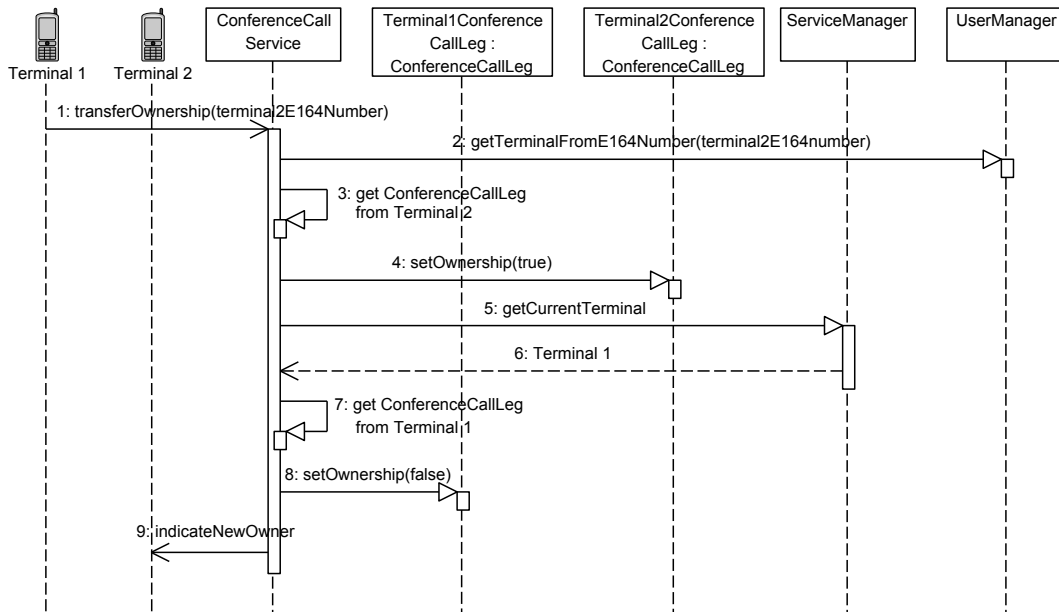 ConferenceCall
Service
Terminal1Conference
CallLeg :
ConferenceCallLeg
Terminal2Conference
CallLeg :
ConferenceCallLeg
ServiceManager
UserManager
Terminal 1
Terminal 2
1: transferOwnership(terminal2E164Number)
2: getTerminalFromE164Number(terminal2E164number)
3: get ConferenceCallLeg
from Terminal 2
4: setOwnership(true)
5: getCurrentTerminal
6: Terminal 1
7: get ConferenceCallLeg
from Terminal 1
8: setOwnership(false)
9: indicateNewOwner